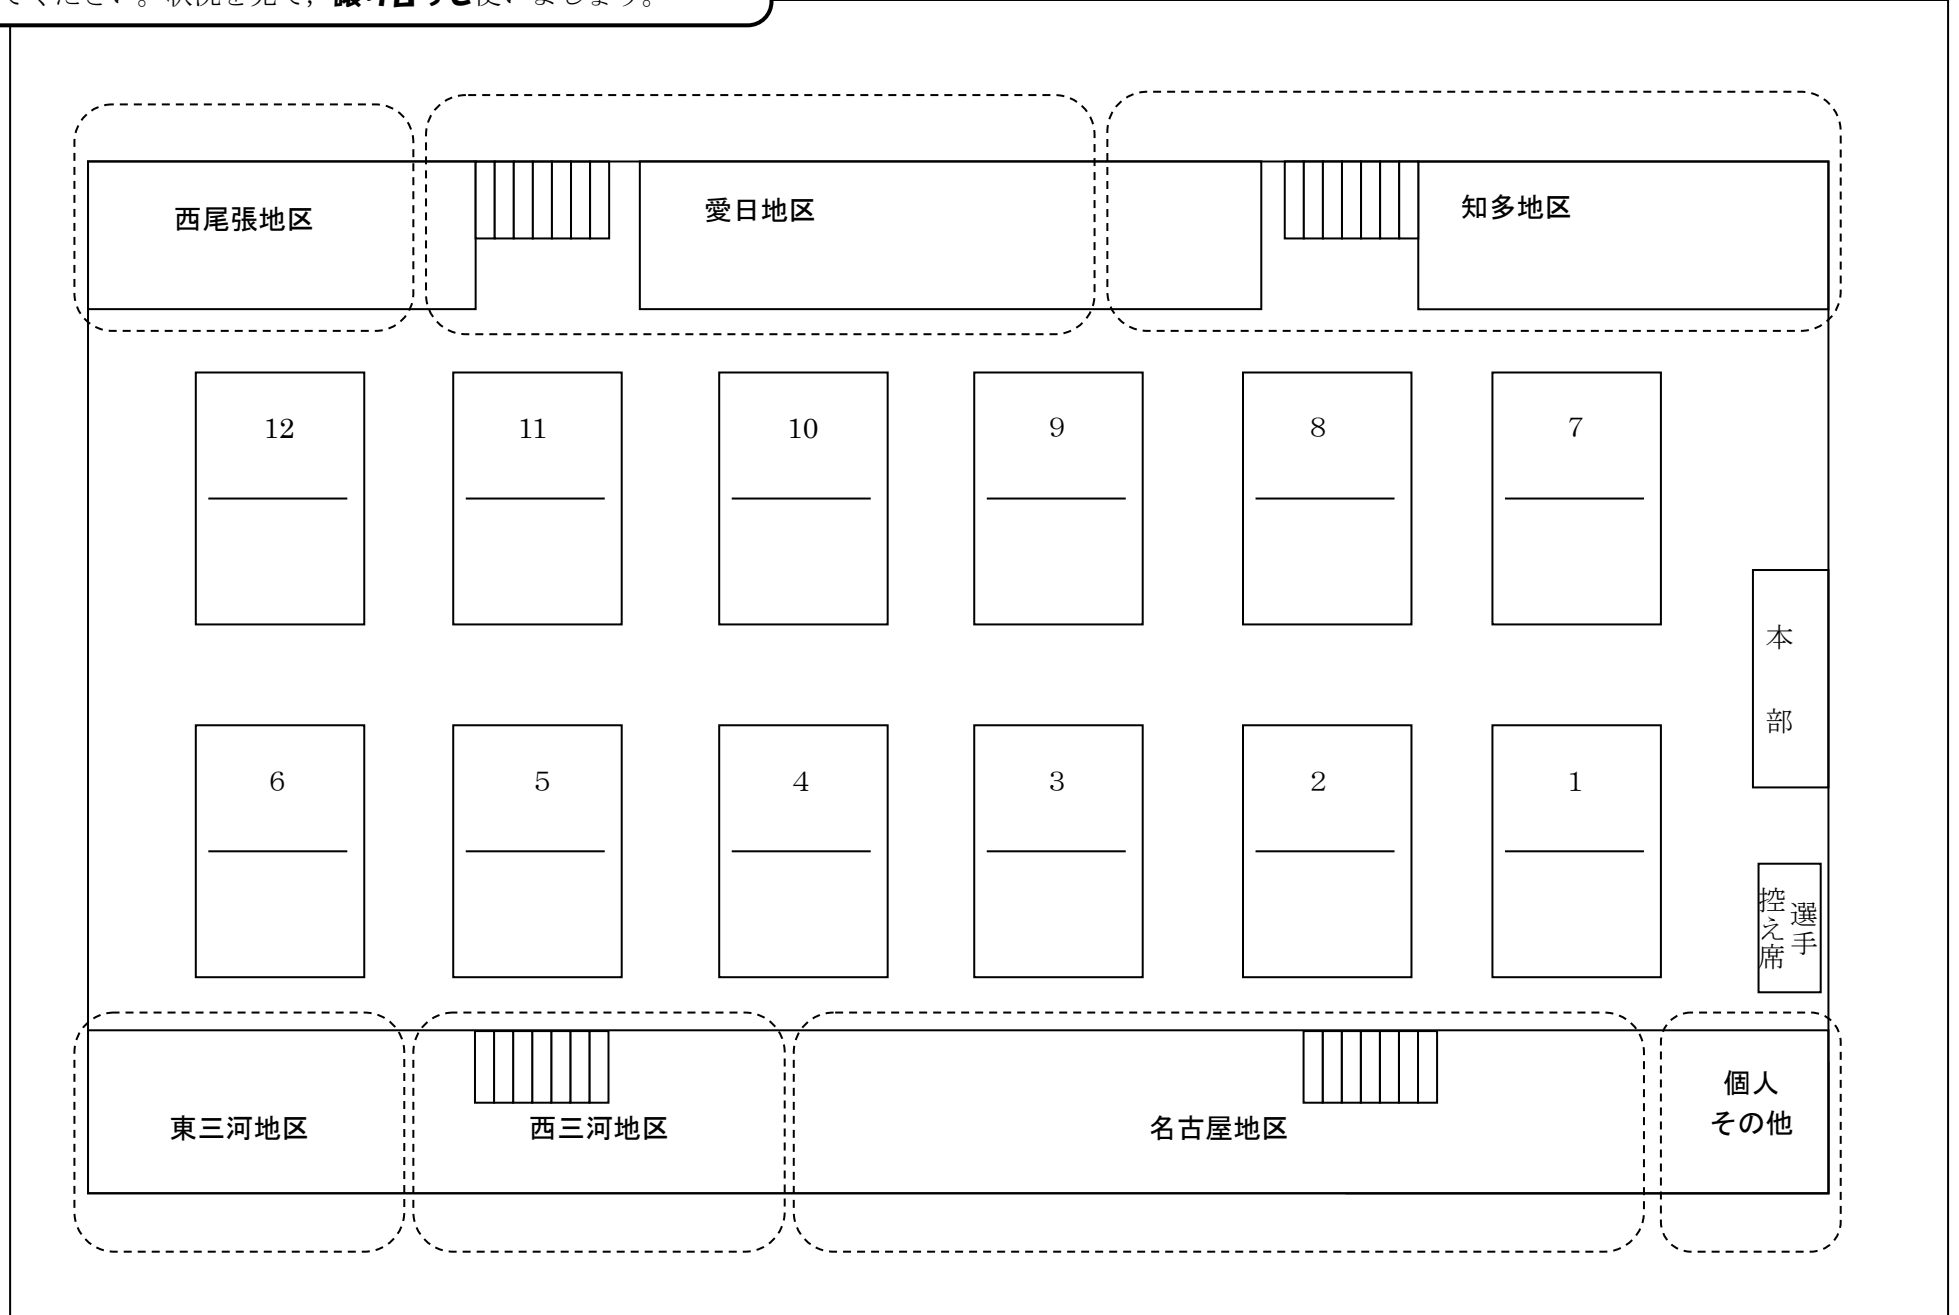 てください。状況を見て，譲り合って使いましょう。
西尾張地区
愛日地区
知多地区
12
11
10
9
8
7
本部
6
5
4
3
2
1
選手
控え席
東三河地区
西三河地区
名古屋地区
個人
その他